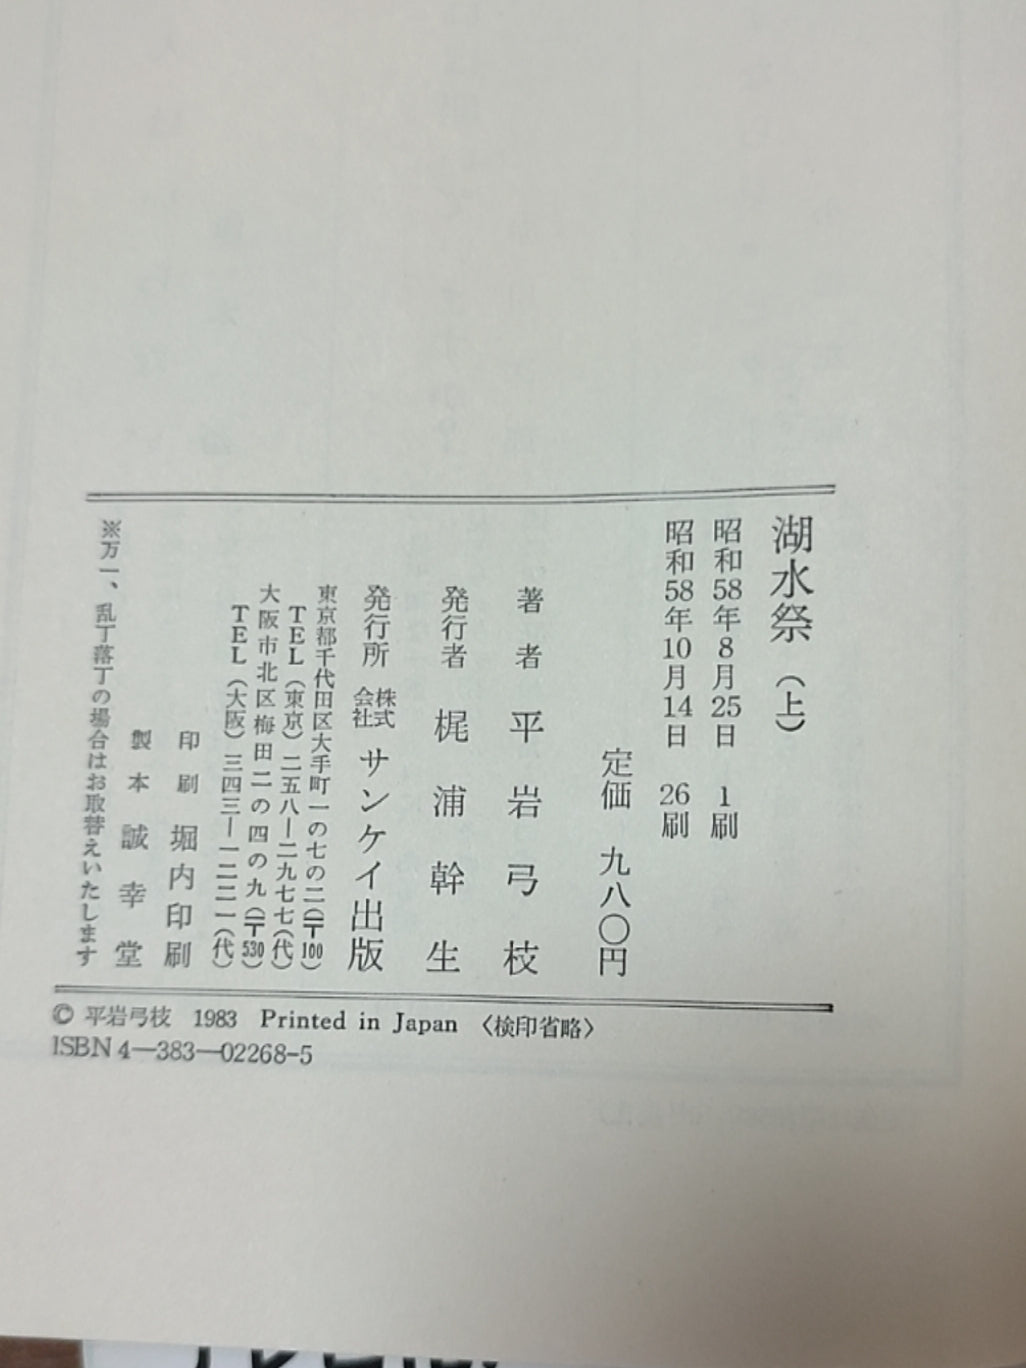 湖水祭（上）
昭和58年8月25日 1刷
昭和58年10月14日 26刷
定価 九八〇円
著者 平岩弓枝
発行者 梶浦幹生
発行所 株式会社 サンケイ出版
東京都千代田区大手町一の七の二（〒100）
TEL（東京）二五八―二九七七（代）
大阪市北区梅田二の四の九（〒530）
TEL（大阪）三四三―一二二一（代）
印刷 堀内印刷
製本 誠幸堂
※万一、乱丁落丁の場合はお取替えいたします
© 平岩弓枝 1983 Printed in Japan 〈検印省略〉
ISBN4―383―02268-5